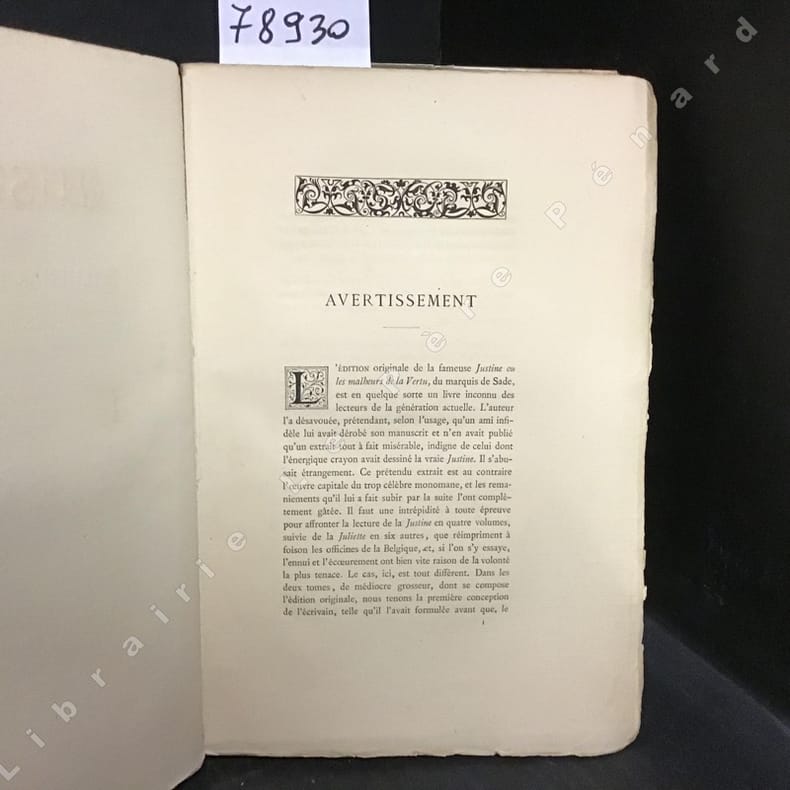 78930
AVERTISSEMENT
L'ÉDITION originale de la fameuse Justine ou
les malheurs de la Vertu, du marquis de Sade,
est en quelque sorte un livre inconnu des
lecteurs de la génération actuelle. L'auteur
l'a désavouée, prétendant, selon l'usage, qu'un ami infi-
dèle lui avait dérobé son manuscrit et n'en avait publié
qu'un extrait tout à fait misérable, indigne de celui dont
l'énergique crayon avait dessiné la vraie Justine. Il s'abu-
sait étrangement. Ce prétendu extrait est au contraire
l'œuvre capitale du trop célèbre monomane, et les rema-
niements qu'il lui a fait subir par la suite l'ont complè-
tement gâtée. Il faut une intrépidité à toute épreuve
pour affronter la lecture de la Justine en quatre volumes,
suivie de la Juliette en six autres, que réimpriment à
foison les officines de la Belgique, et, si l'on s'y essaye,
l'ennui et l'écœurement ont bien vite raison de la volonté
la plus tenace. Le cas, ici, est tout différent. Dans les
deux tomes, de médiocre grosseur, dont se compose
l'édition originale, nous tenons la première conception
de l'écrivain, telle qu'il l'avait formulée avant que, le
Librairie le Père Pénard